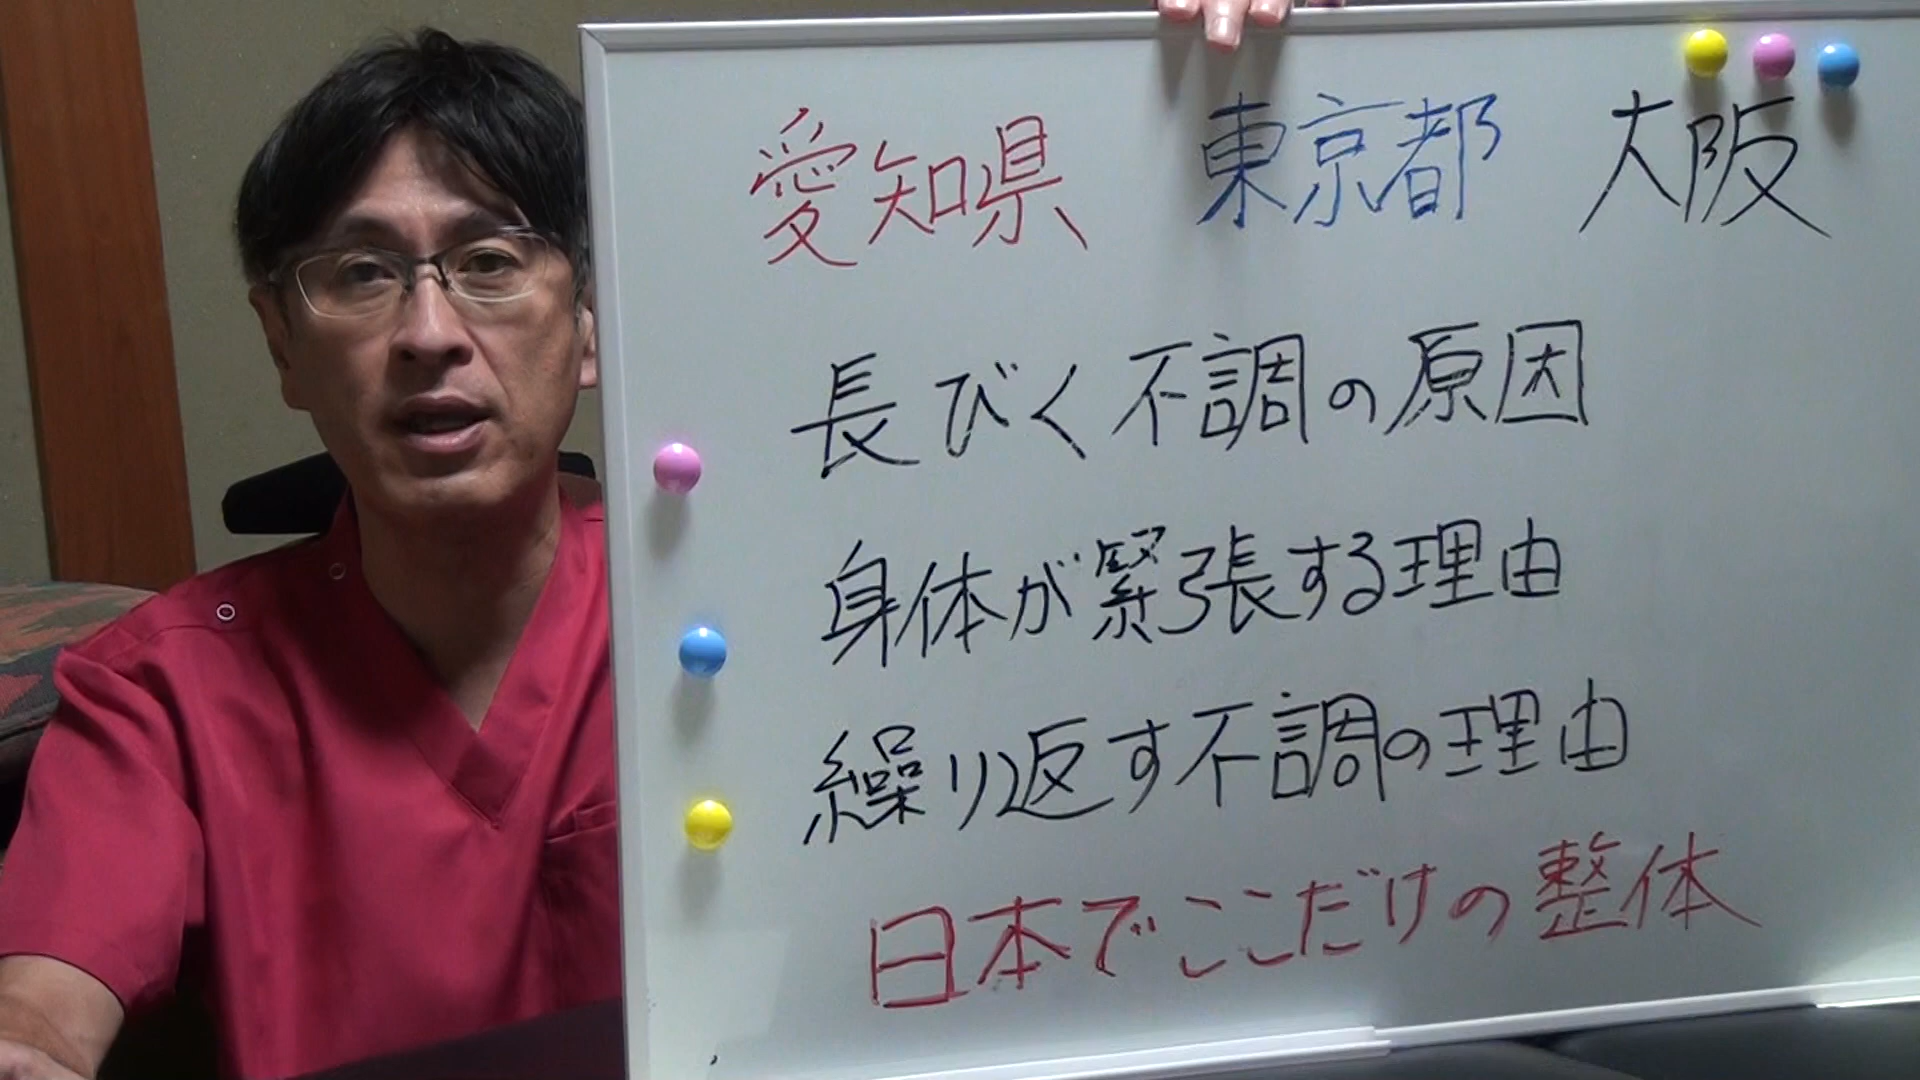 愛知県 東京都 大阪
長びく不調の原因
身体が緊張する理由
繰り返す不調の理由
日本でここだけの整体